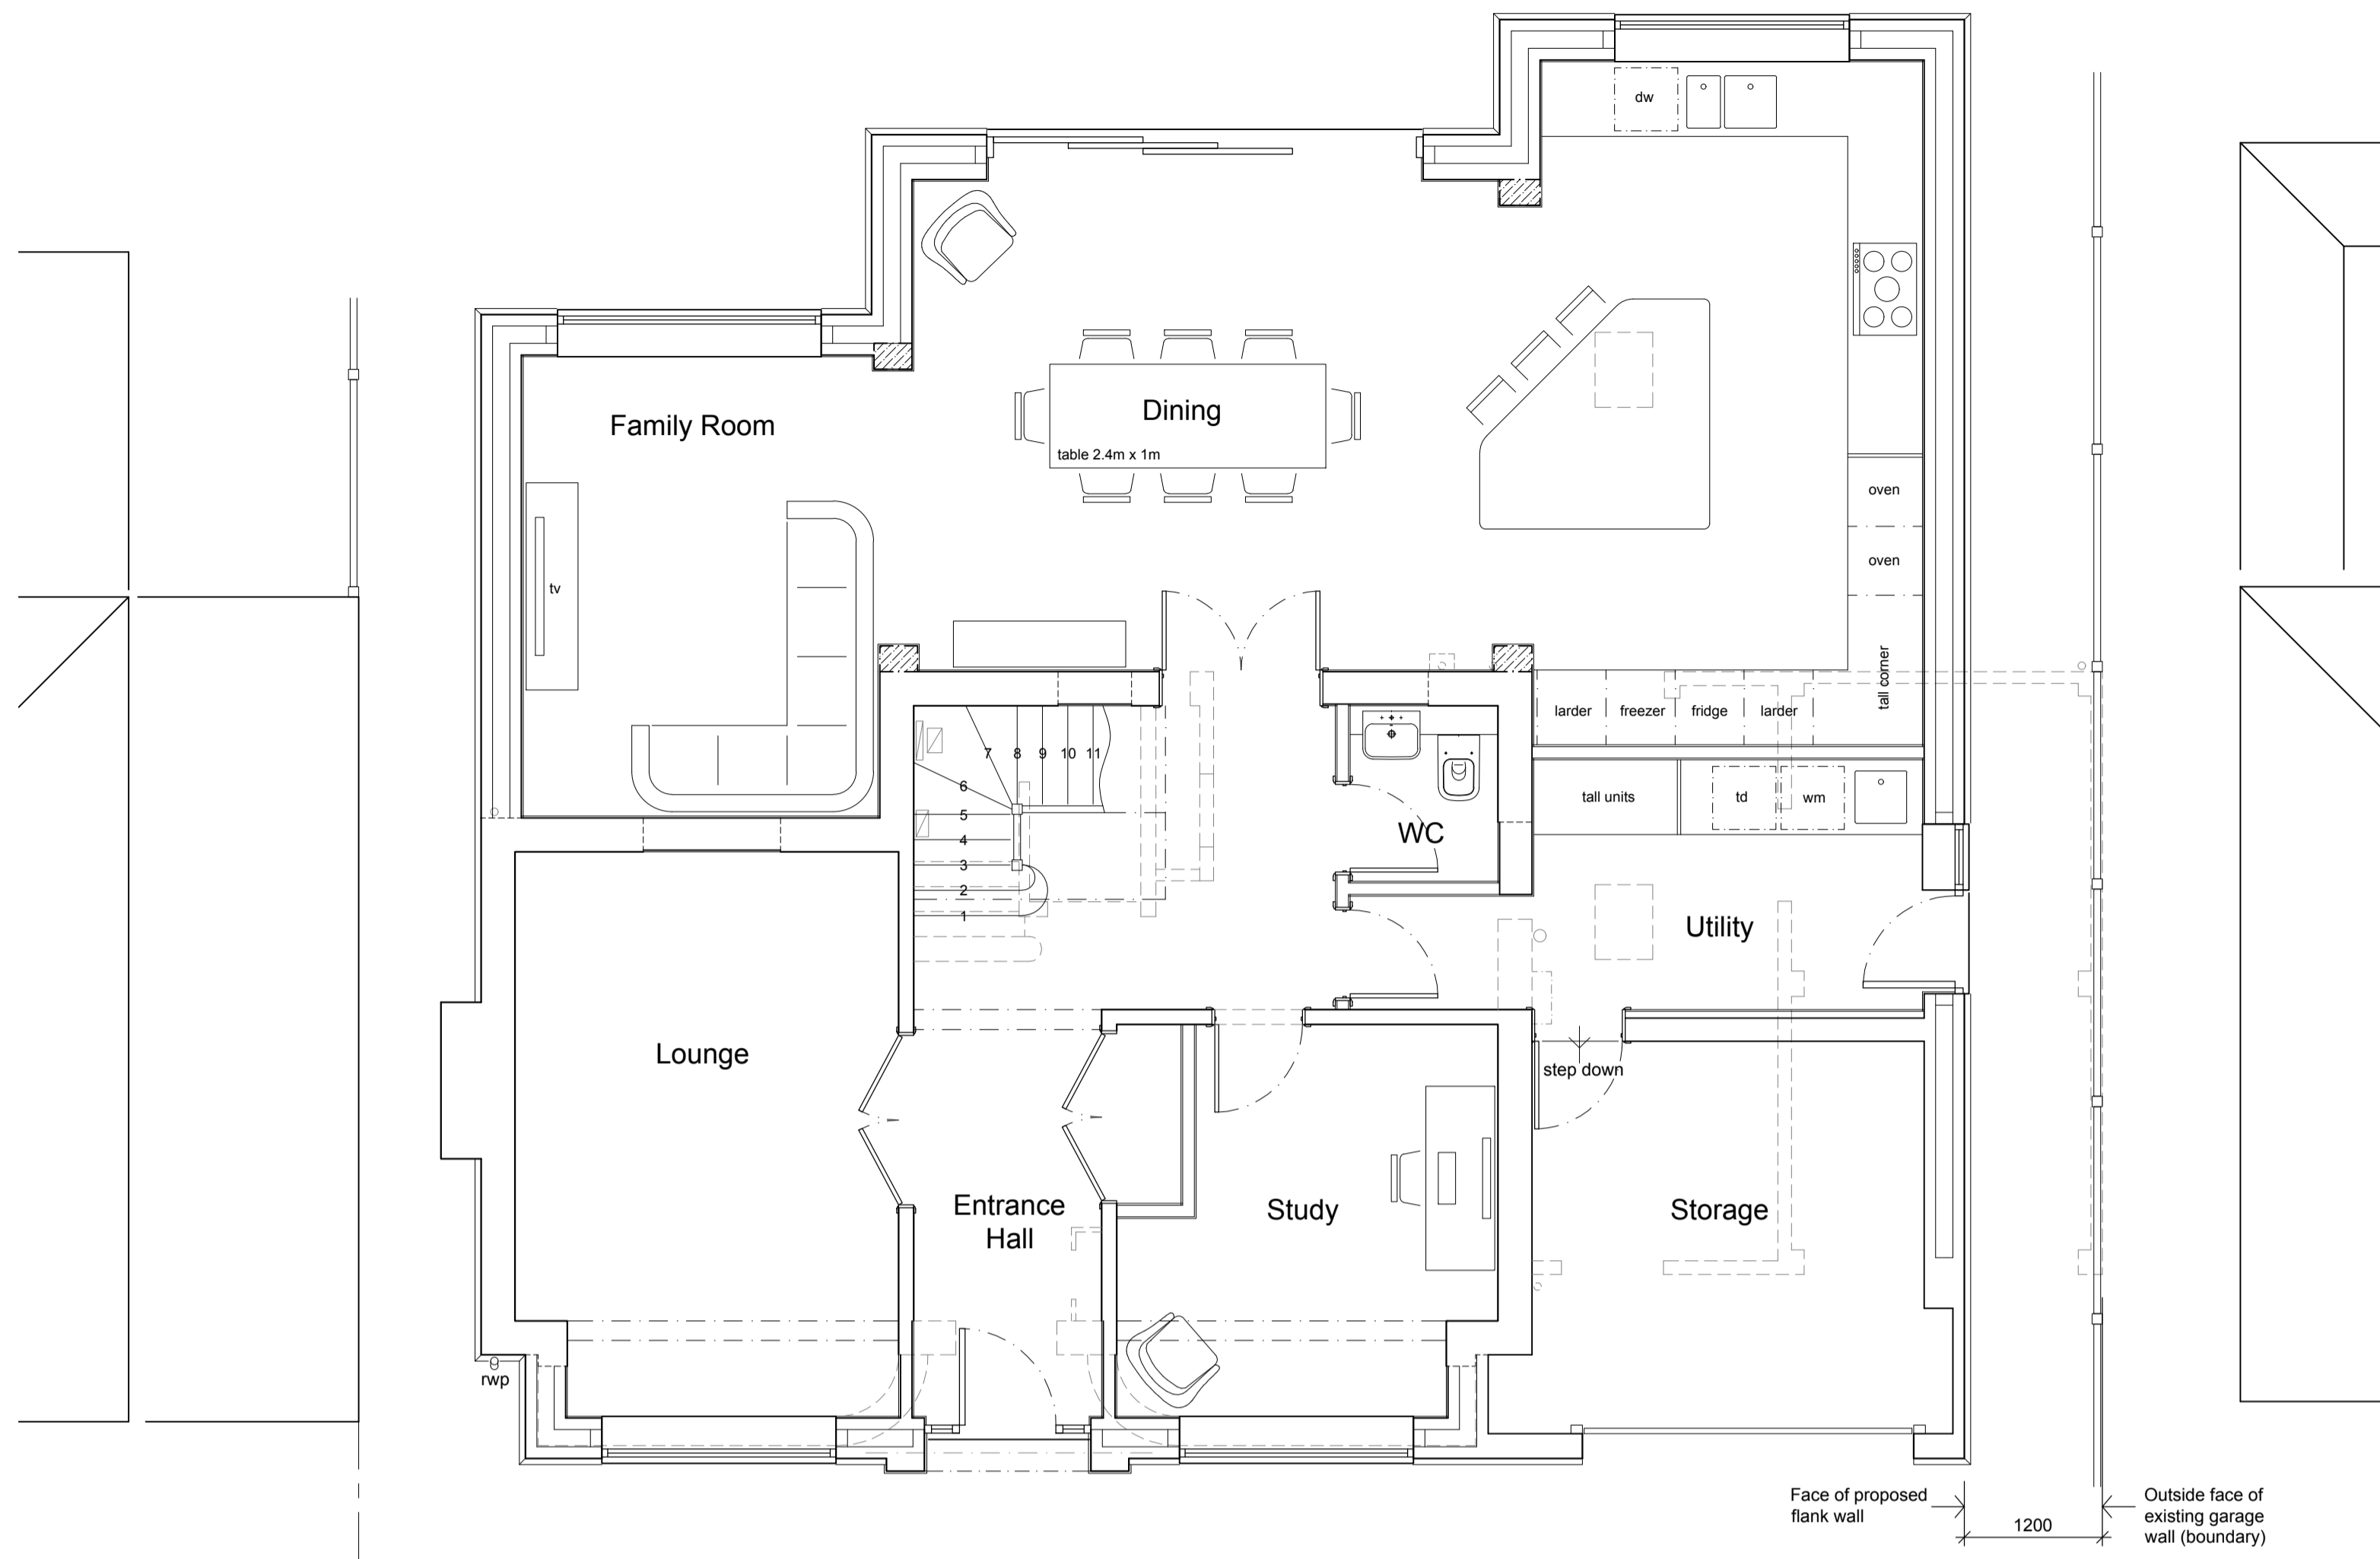 dw
Family Room
Dining
table 2.4m x 1m
oven
oven
tv
tall corner
larder
freezer
fridge
larder
7
8
9
10
11
6
5
4
3
2
1
tall units
td
wm
WC
Utility
Lounge
step down
Entrance
Hall
Study
Storage
rwp
Face of proposed
flank wall
1200
Outside face of
existing garage
wall (boundary)